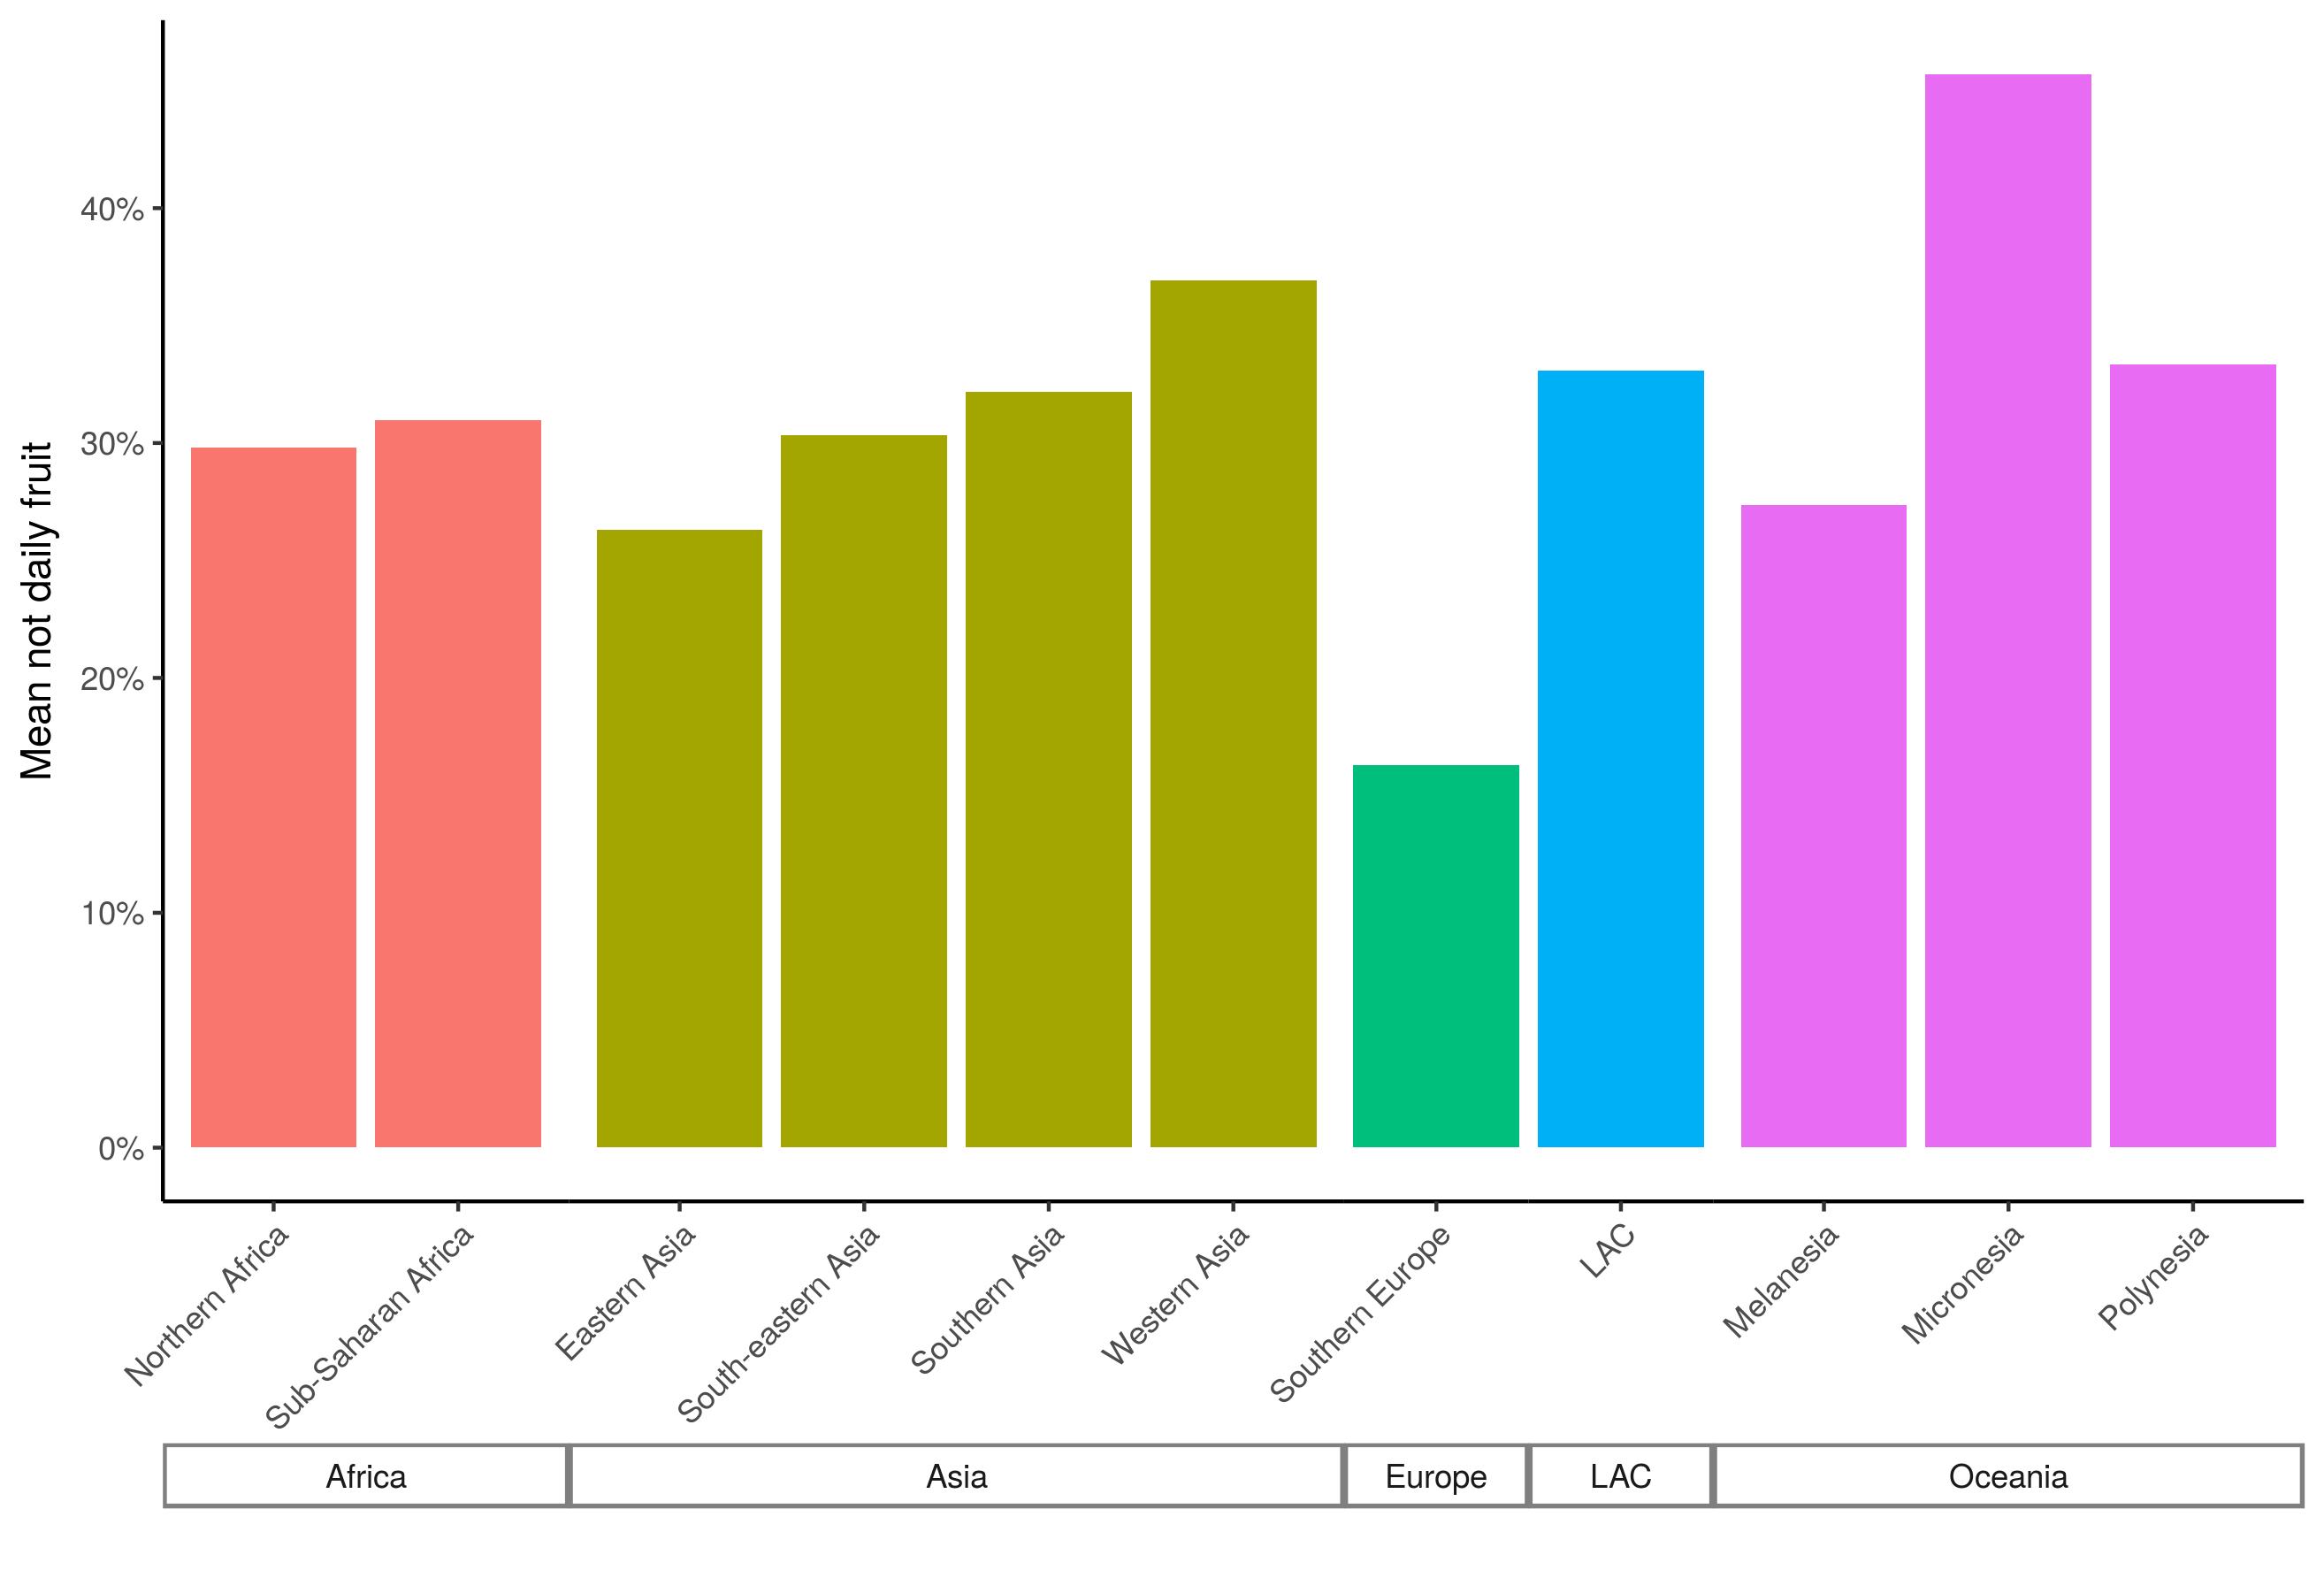 Mean not daily fruit
40%
30%
20%
10%
0%
Northern Africa
Sub-Saharan Africa
Eastern Asia
South-eastern Asia
Southern Asia
Western Asia
Southern Europe
LAC
Melanesia
Micronesia
Polynesia
Africa
Asia
Europe
LAC
Oceania